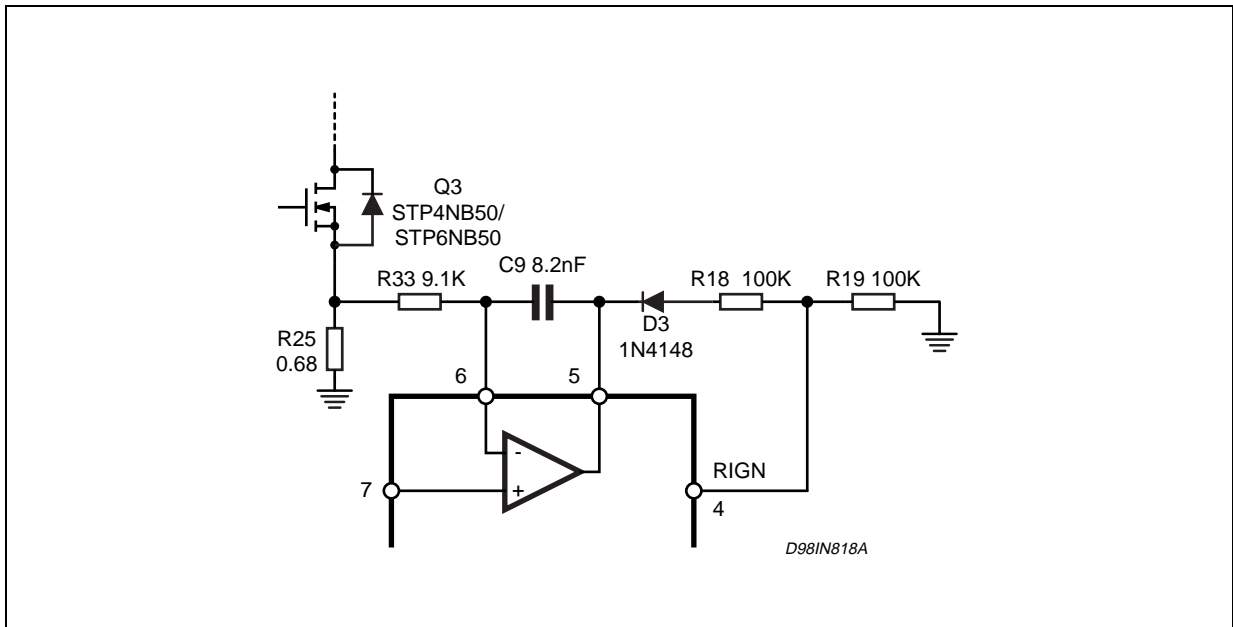 Q3
STP4NB50/
STP6NB50
R33 9.1K
C9 8.2nF
R18 100K
R19 100K
D3
1N4148
R25
0.68
6
5
-
+
7
RIGN
4
D98IN818A